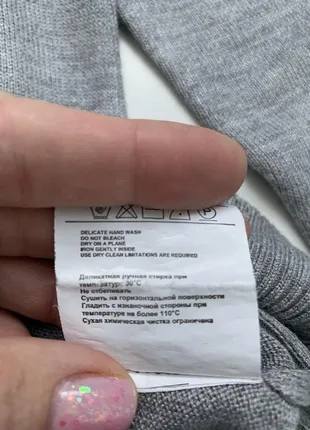 DELICATE HAND WASH
DO NOT BLEACH
DRY ON A PLANE
IRON GENTLY INSIDE
USE DRY CLEAN LIMITATIONS ARE REQUIRED
Деликатная ручная стирка при
температуре 30°C
Не отбеливать
Сушить на горизонтальной поверхности
Гладить с изнаночной стороны при
температуре на более 110°C
Сухая химическая чистка ограничена